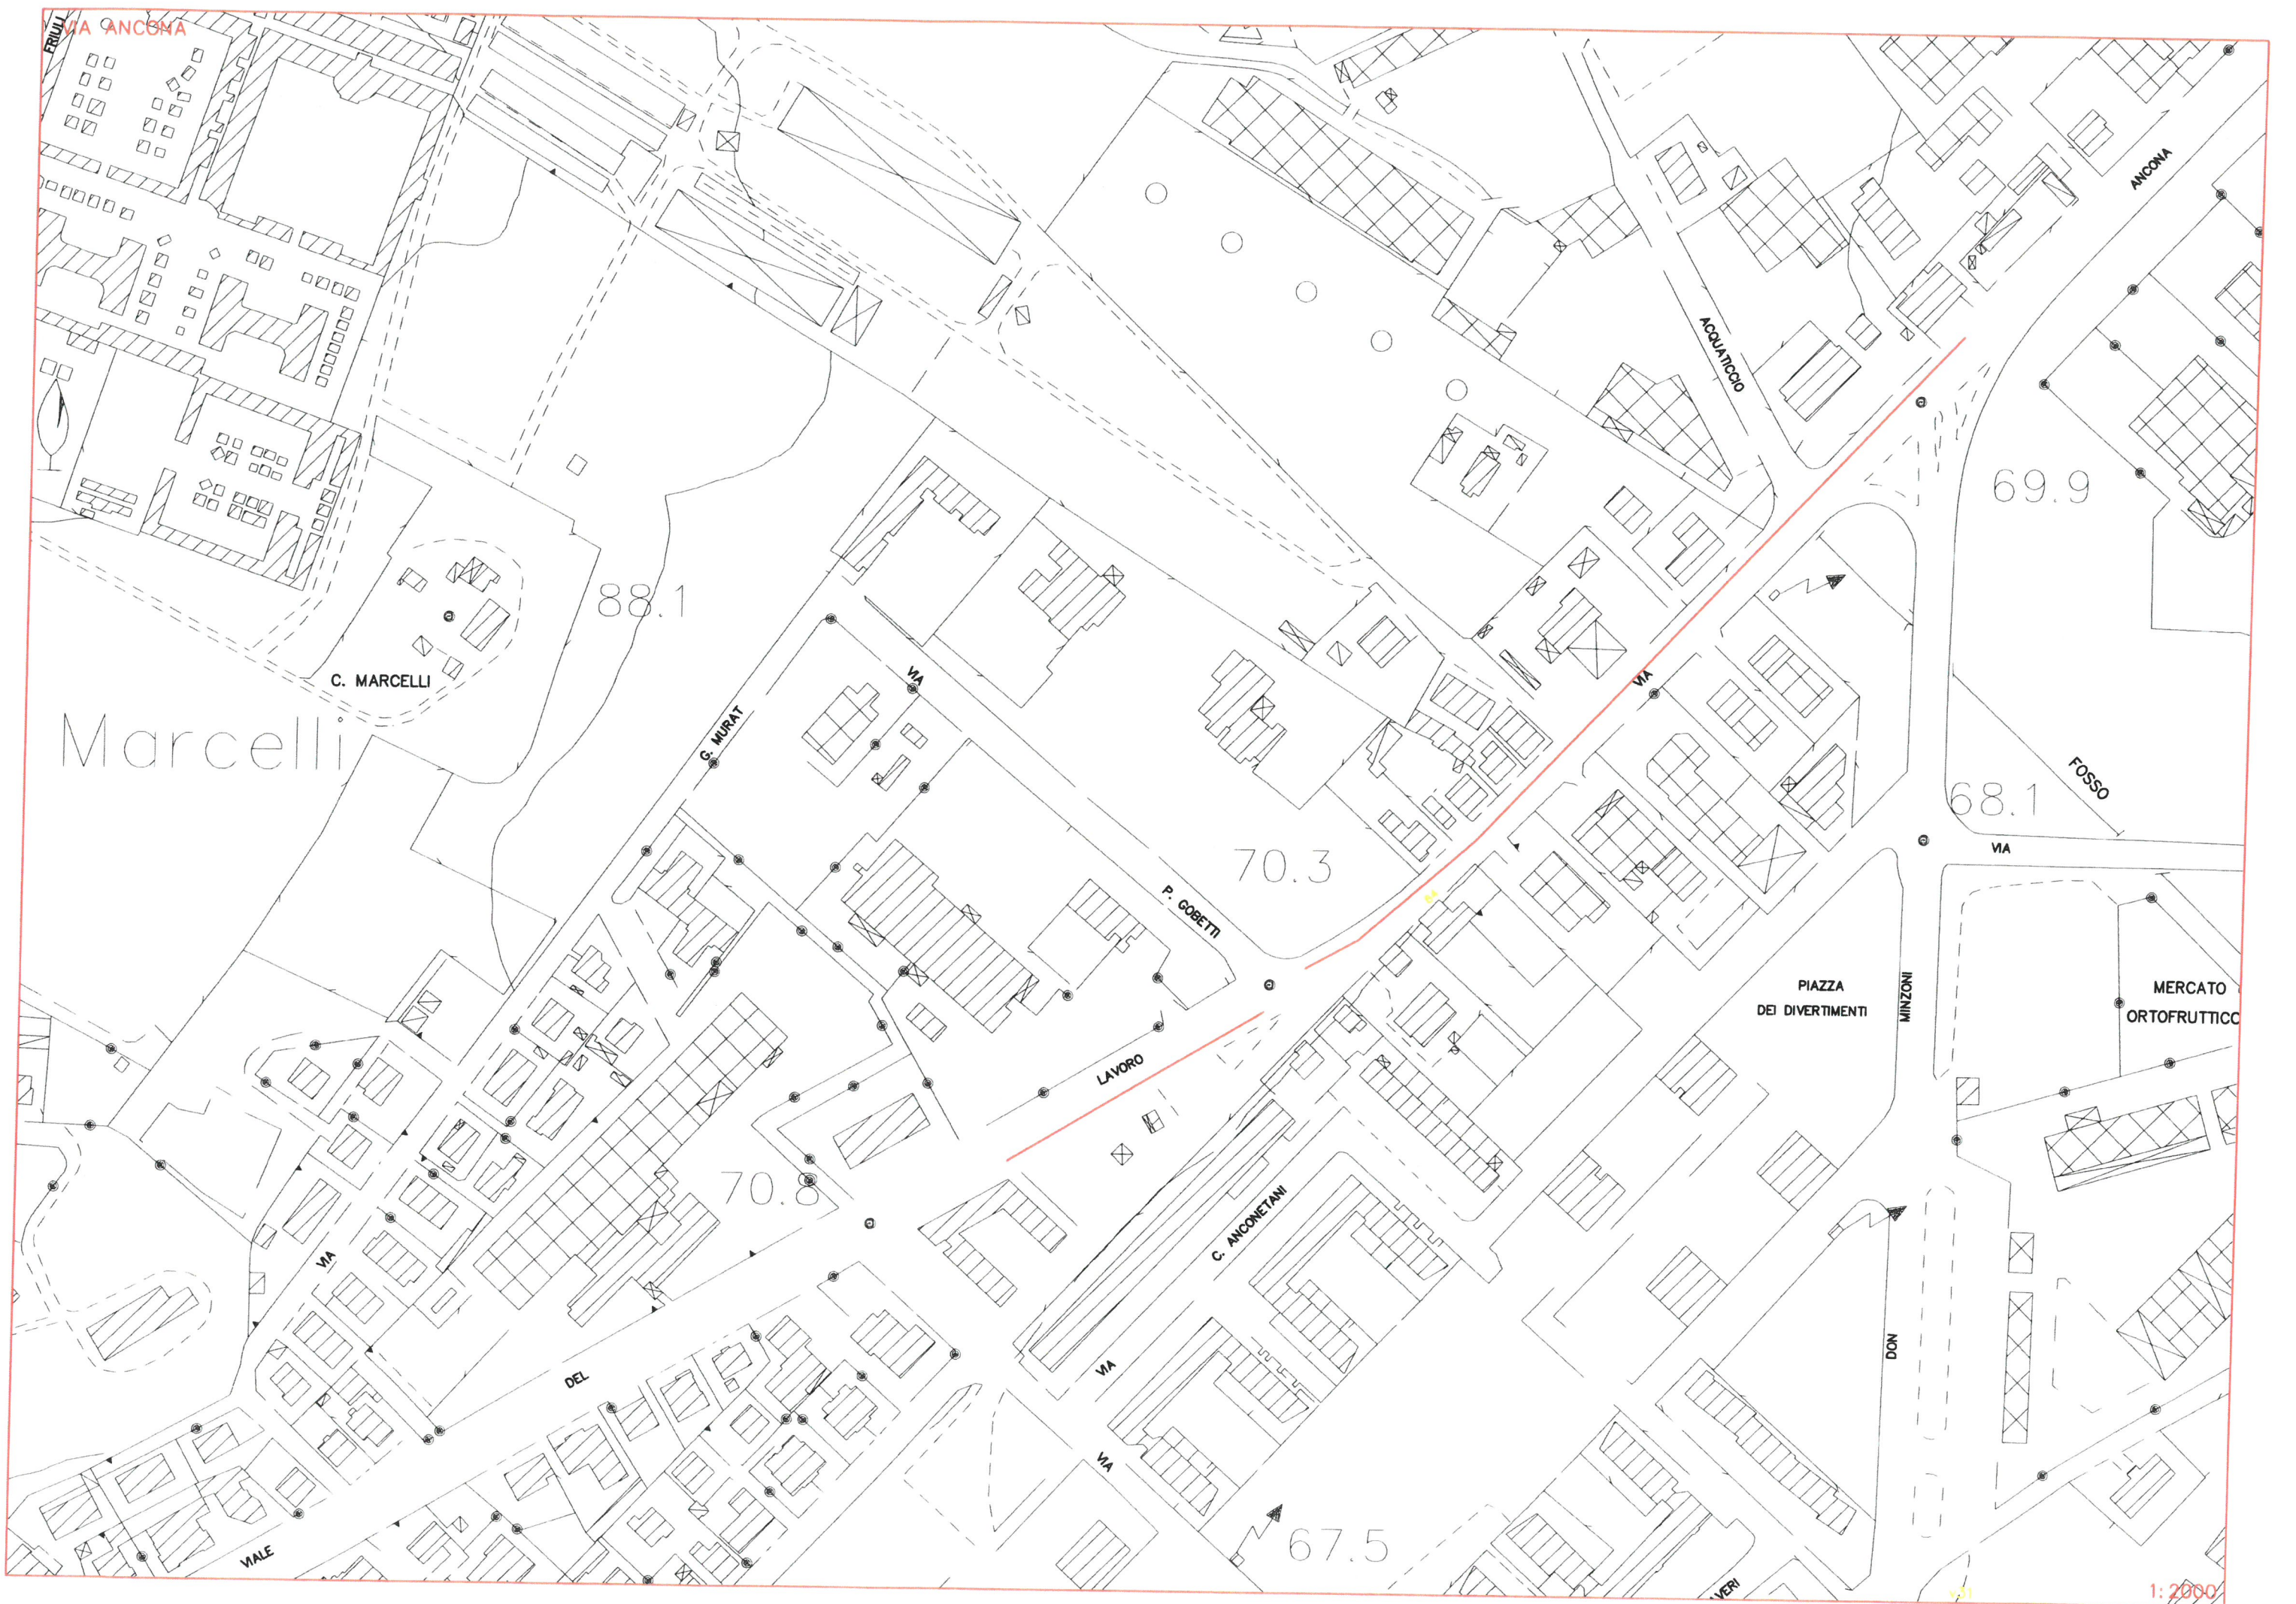 FRIULI
VIA ANCONA
ANCONA
ACQUATICCIO
69.9
88.1
C. MARCELLI
VIA
VIA
G. MURAT
Marcelli
FOSSO
68.1
VIA
70.3
P. GOBETTI
PIAZZA
DEI DIVERTIMENTI
MINZONI
MERCATO
ORTOFRUTTICO
LAVORO
70.8
C. ANCONETANI
VIA
DON
VIA
DEL
VIA
67.5
VIALE
VERI
1:2000